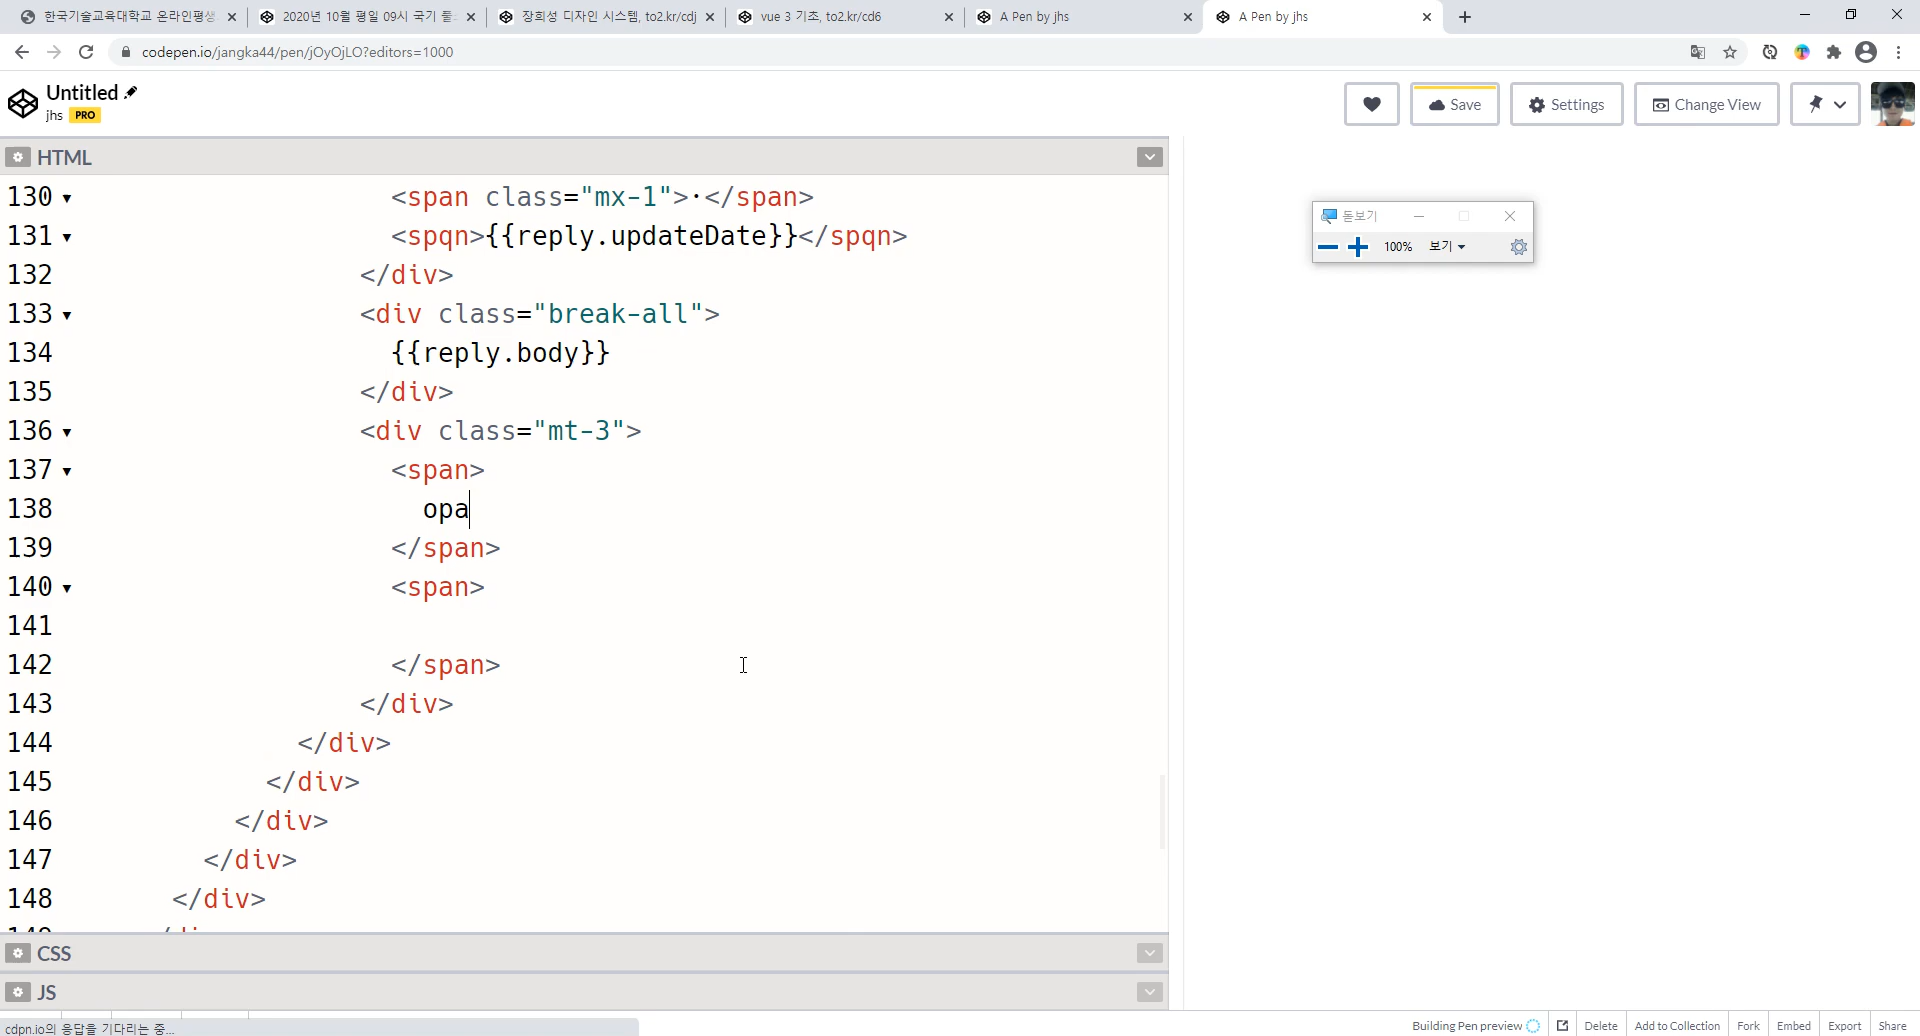 한국기술교육대학교 온라인평생
2020년 10월 평일 09시 국기 훈
장희성 디자인 시스템, to2.kr/cdj
vue 3 기초, to2.kr/cd6
A Pen by jhs
A Pen by jhs
codepen.io/jangka44/pen/jOyOjLO?editors=1000
Untitled
jhs PRO
Save
Settings
Change View
HTML
130 <span class="mx-1">·</span>
131 <spqn>{{reply.updateDate}}</spqn>
132 </div>
133 <div class="break-all">
134 {{reply.body}}
135 </div>
136 <div class="mt-3">
137 <span>
138 opa
139 </span>
140 <span>
141
142 </span>
143 </div>
144 </div>
145 </div>
146 </div>
147 </div>
148 </div>
돋보기
100% 보기
CSS
JS
cdpn.io의 응답을 기다리는 중...
Building Pen preview
Delete
Add to Collection
Fork
Embed
Export
Share